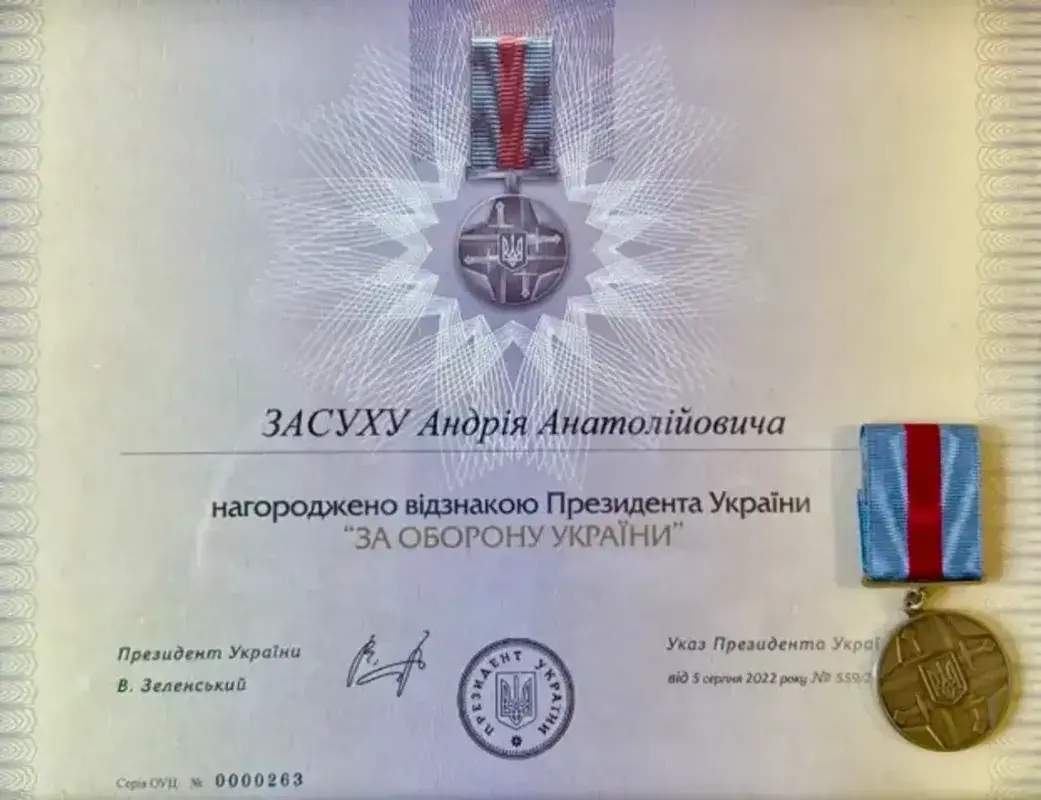 ЗАСУХУ Андрія Анатолійовича
нагороджено відзнакою Президента України
“ЗА ОБОРОНУ УКРАЇНИ”
Президент України
В. Зеленський
ПРЕЗИДЕНТ УКРАЇНИ
Указ Президента
від 5 серпня 2022 року №
Серія ОУЦ № 0000263